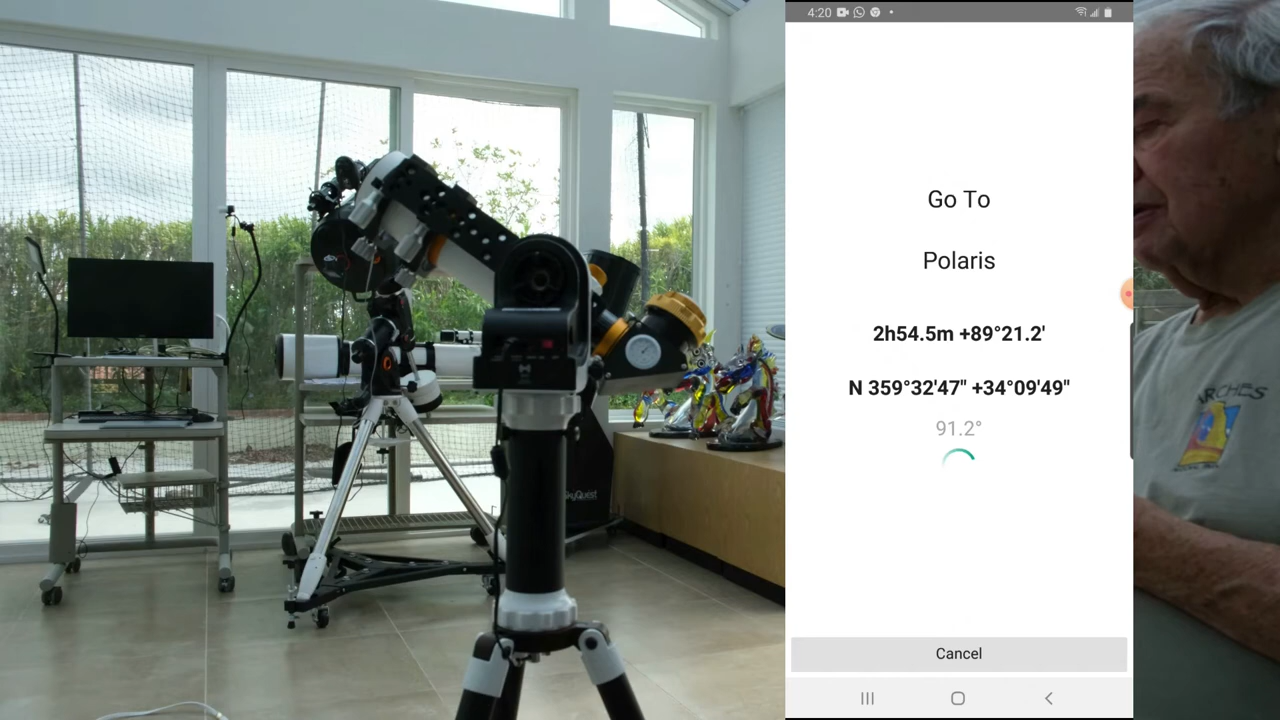 4:20
Go To
Polaris
2h54.5m +89°21.2'
N 359°32'47" +34°09'49"
91.2°
Cancel
SkyQuest
ARCHES